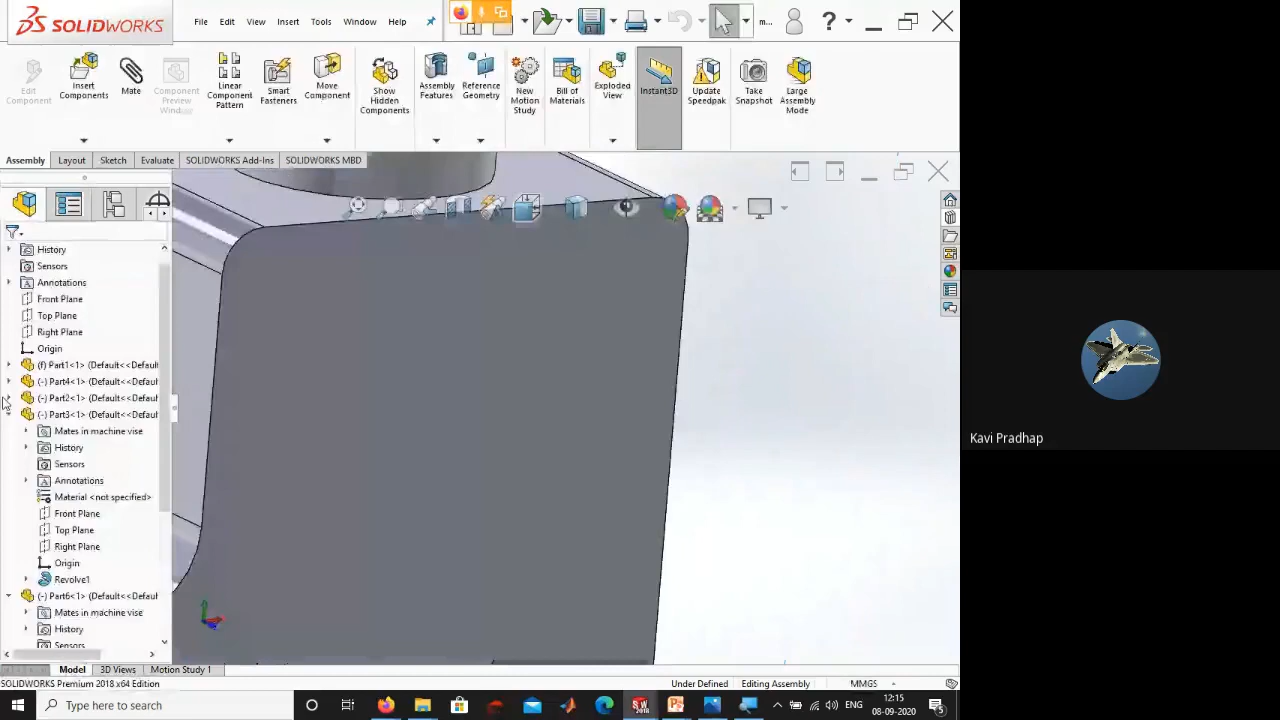 SOLIDWORKS
File Edit View Insert Tools Window Help
m...
Edit Component
Insert Components
Mate
Component Preview Window
Linear Component Pattern
Smart Fasteners
Move Component
Show Hidden Components
Assembly Features
Reference Geometry
New Motion Study
Bill of Materials
Exploded View
Instant3D
Update Speedpak
Take Snapshot
Large Assembly Mode
Assembly Layout Sketch Evaluate SOLIDWORKS Add-Ins SOLIDWORKS MBD
History
Sensors
Annotations
Front Plane
Top Plane
Right Plane
Origin
(f) Part1<1> (Default<<Default
(-) Part4<1> (Default<<Defaul
(-) Part2<1> (Default<<Defaul
(-) Part3<1> (Default<<Defaul
Mates in machine vise
History
Sensors
Annotations
Material <not specified>
Front Plane
Top Plane
Right Plane
Origin
Revolve1
(-) Part6<1> (Default<<Defaul
Mates in machine vise
History
Sensors
Model 3D Views Motion Study 1
SOLIDWORKS Premium 2018 x64 Edition
Under Defined Editing Assembly MMGS
Type here to search
ENG
12:15
08-09-2020
Kavi Pradhap